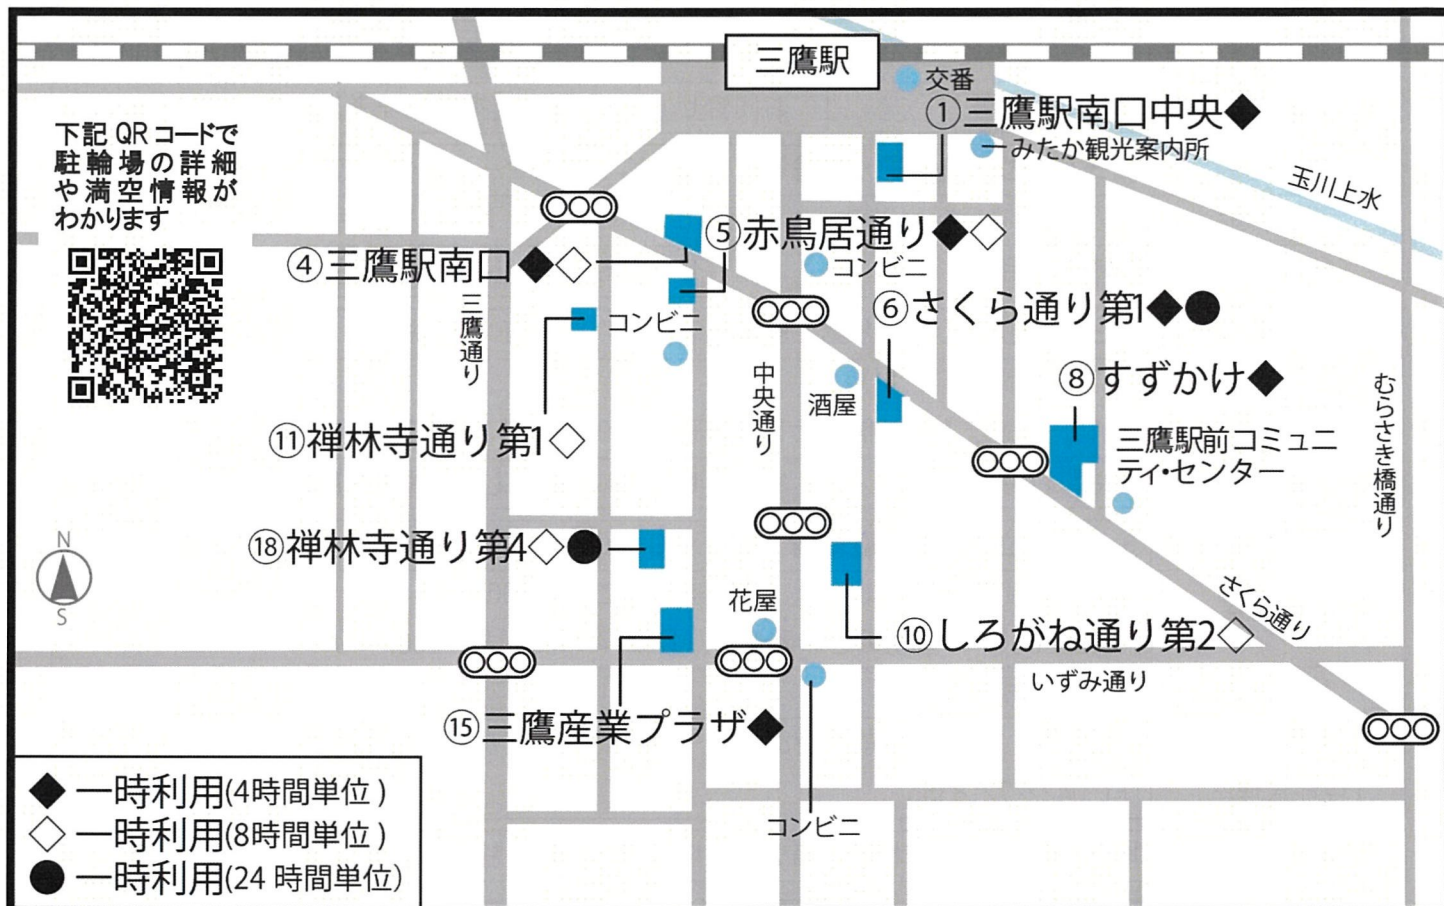 三鷹駅
交番
①三鷹駅南口中央◆
みたか観光案内所
玉川上水
下記 QRコードで
駐輪場の詳細
や満空情報が
わかります
④三鷹駅南口◆◇
⑤赤鳥居通り◆◇
コンビニ
⑥さくら通り第1◆●
三鷹通り
コンビニ
中央通り
酒屋
⑧すずかけ◆
三鷹駅前コミュニ
ティ・センター
むらさき橋通り
⑪禅林寺通り第1◇
⑱禅林寺通り第4◇●
N
S
花屋
⑩しろがね通り第2◇
さくら通り
いずみ通り
⑮三鷹産業プラザ◆
コンビニ
◆ 一時利用(4時間単位)
◇ 一時利用(8時間単位)
● 一時利用(24 時間単位)